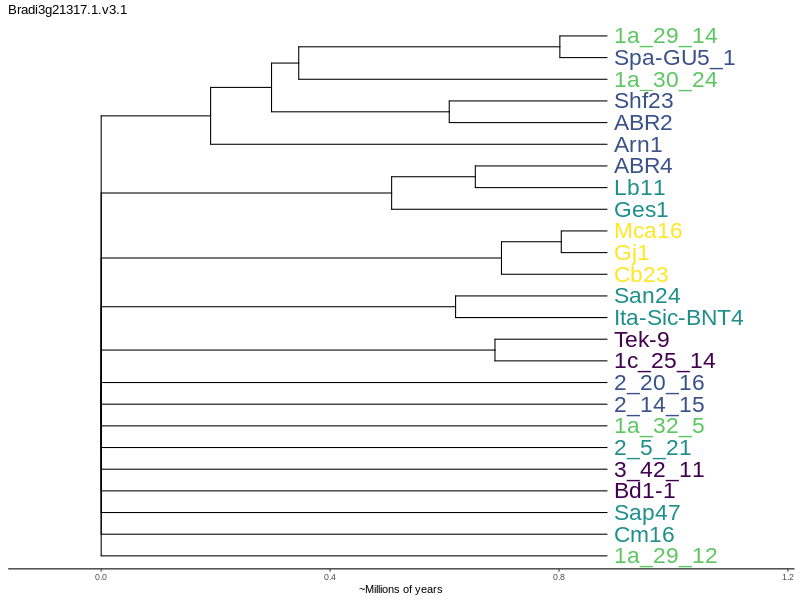 Bradi3g21317.1.v3.1
1a_29_14
Spa-GU5_1
1a_30_24
Shf23
ABR2
Arn1
ABR4
Lb11
Ges1
Mca16
Gj1
Cb23
San24
Ita-Sic-BNT4
Tek-9
1c_25_14
2_20_16
2_14_15
1a_32_5
2_5_21
3_42_11
Bd1-1
Sap47
Cm16
1a_29_12
0.0 0.4 0.8 1.2
~Millions of years